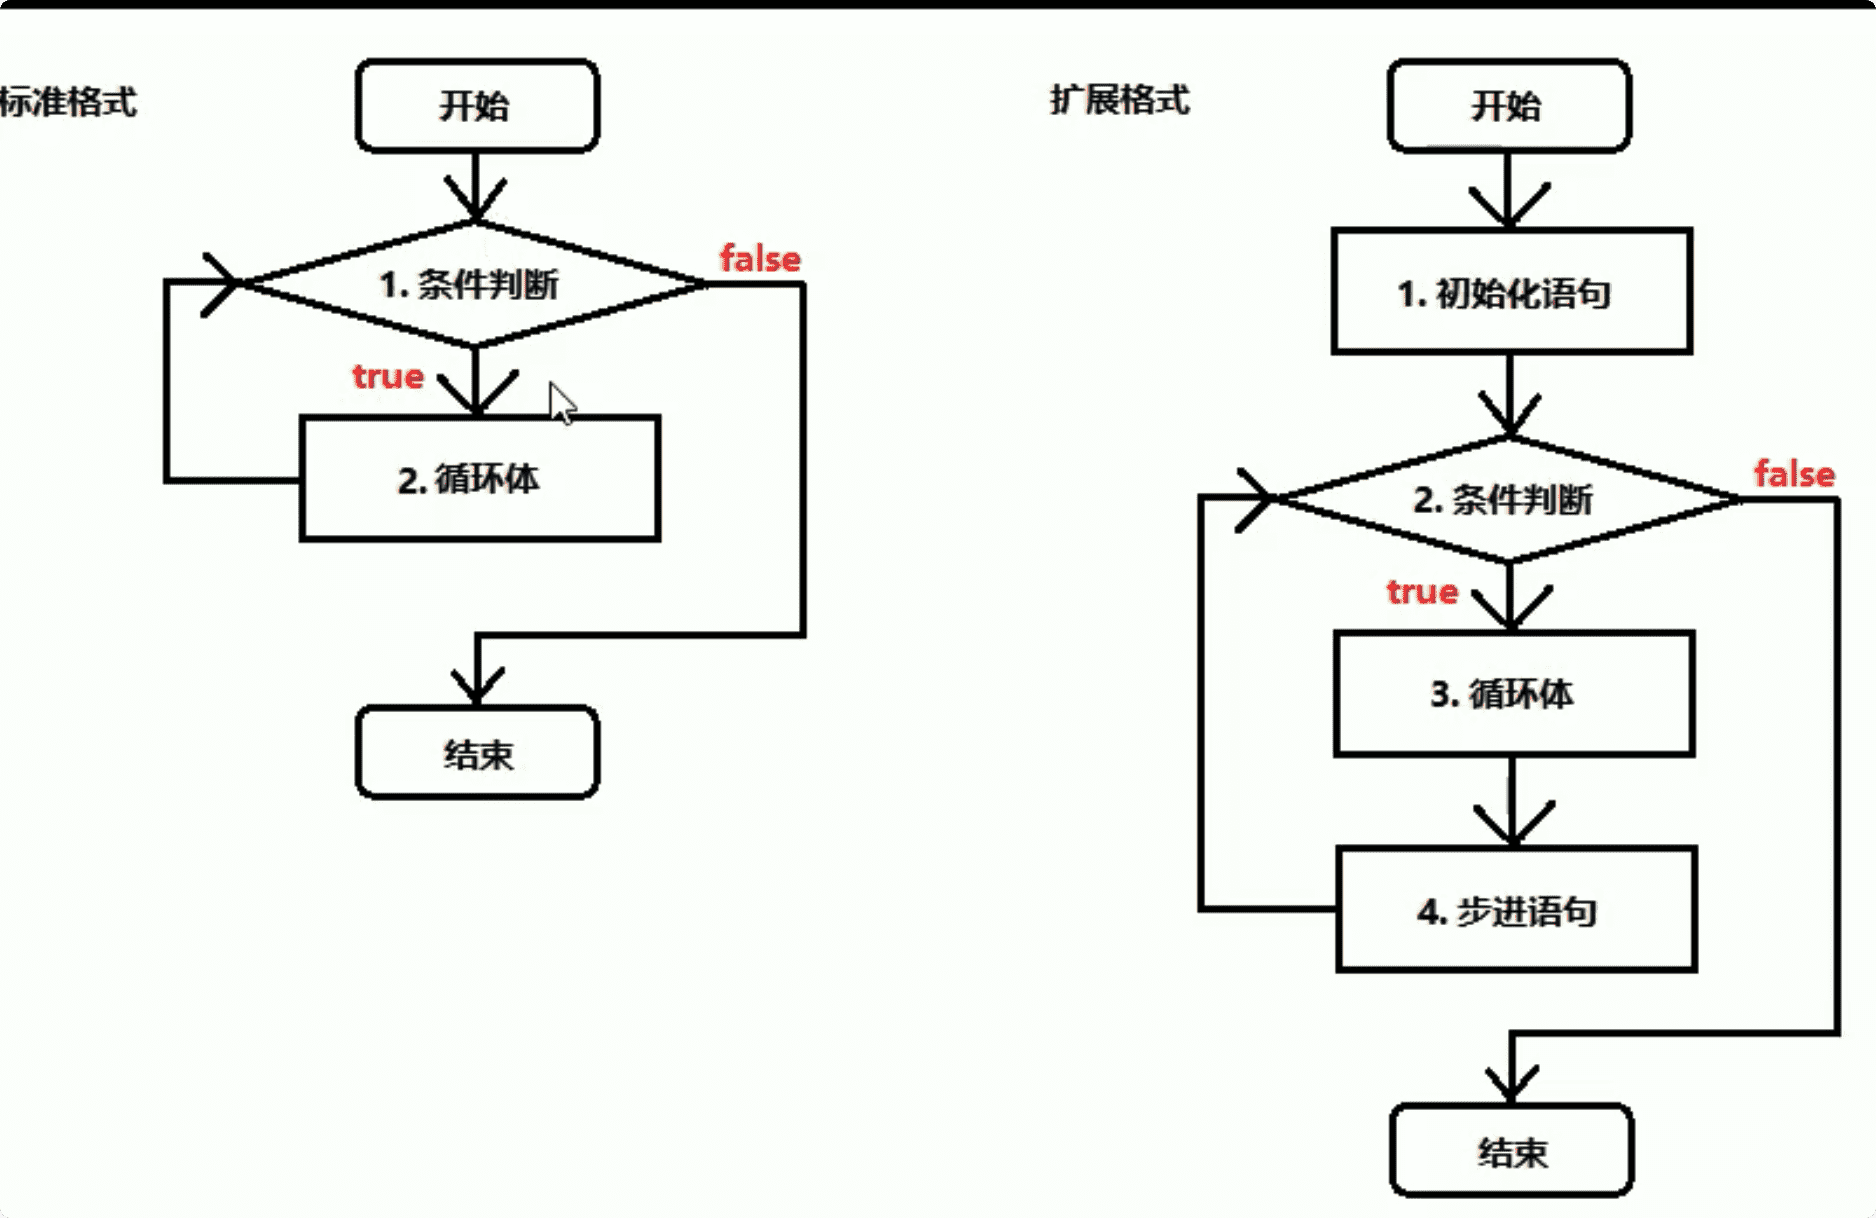 标准格式
开始
1. 条件判断
false
true
2. 循环体
结束
扩展格式
开始
1. 初始化语句
2. 条件判断
false
true
3. 循环体
4. 步进语句
结束